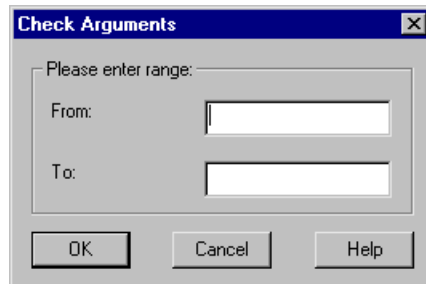 Check Arguments
Please enter range:
From:
To:
OK Cancel Help